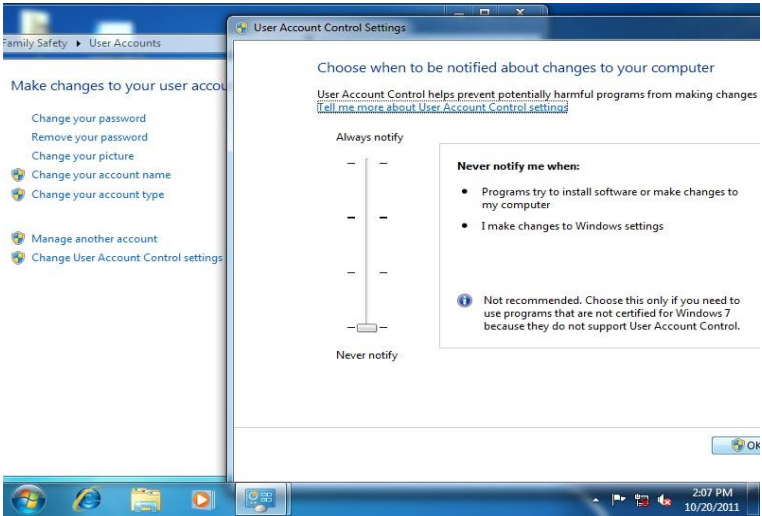 Family Safety ▸ User Accounts
Make changes to your user accou
Change your password
Remove your password
Change your picture
Change your account name
Change your account type
Manage another account
Change User Account Control settings
User Account Control Settings
Choose when to be notified about changes to your computer
User Account Control helps prevent potentially harmful programs from making changes
Tell me more about User Account Control settings
Always notify
Never notify me when:
• Programs try to install software or make changes to
my computer
• I make changes to Windows settings
Not recommended. Choose this only if you need to
use programs that are not certified for Windows 7
because they do not support User Account Control.
Never notify
OK
2:07 PM
10/20/2011